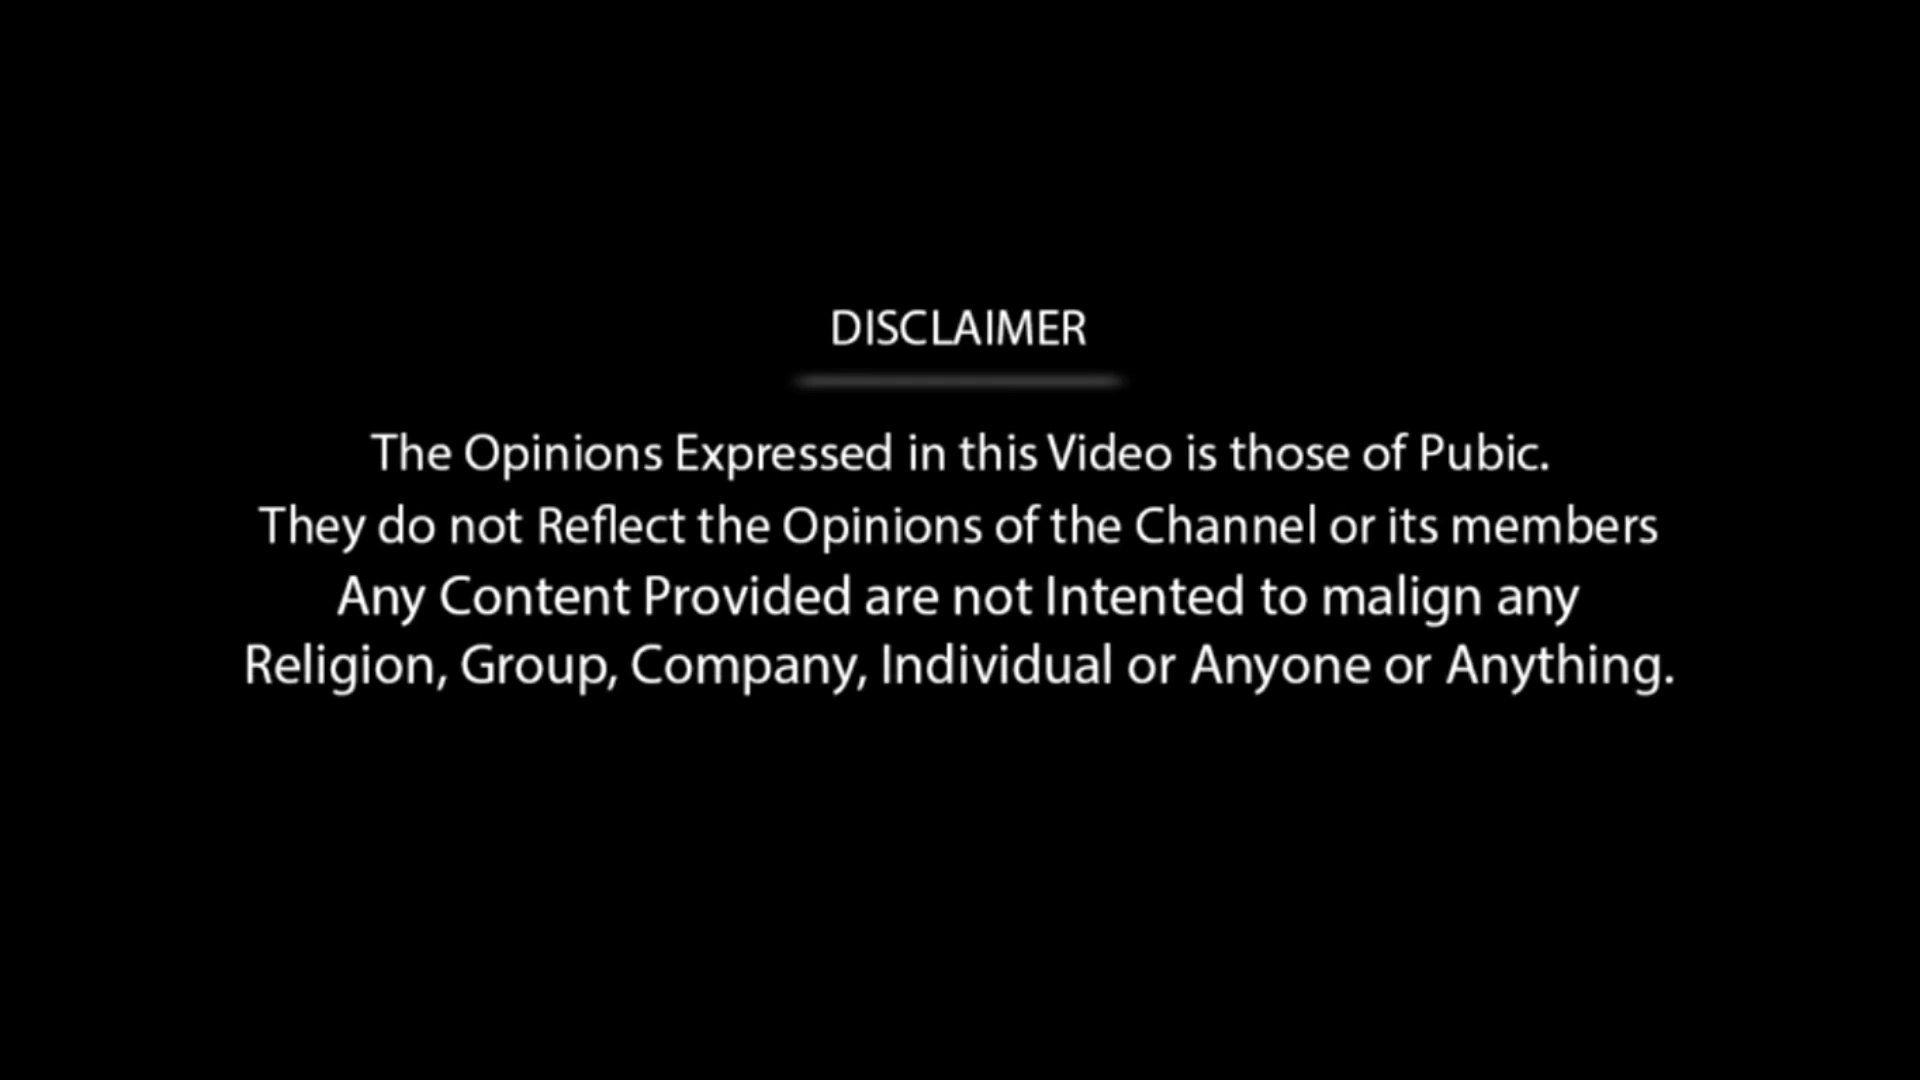 DISCLAIMER
The Opinions Expressed in this Video is those of Pubic.
They do not Reflect the Opinions of the Channel or its members
Any Content Provided are not Intented to malign any
Religion, Group, Company, Individual or Anyone or Anything.